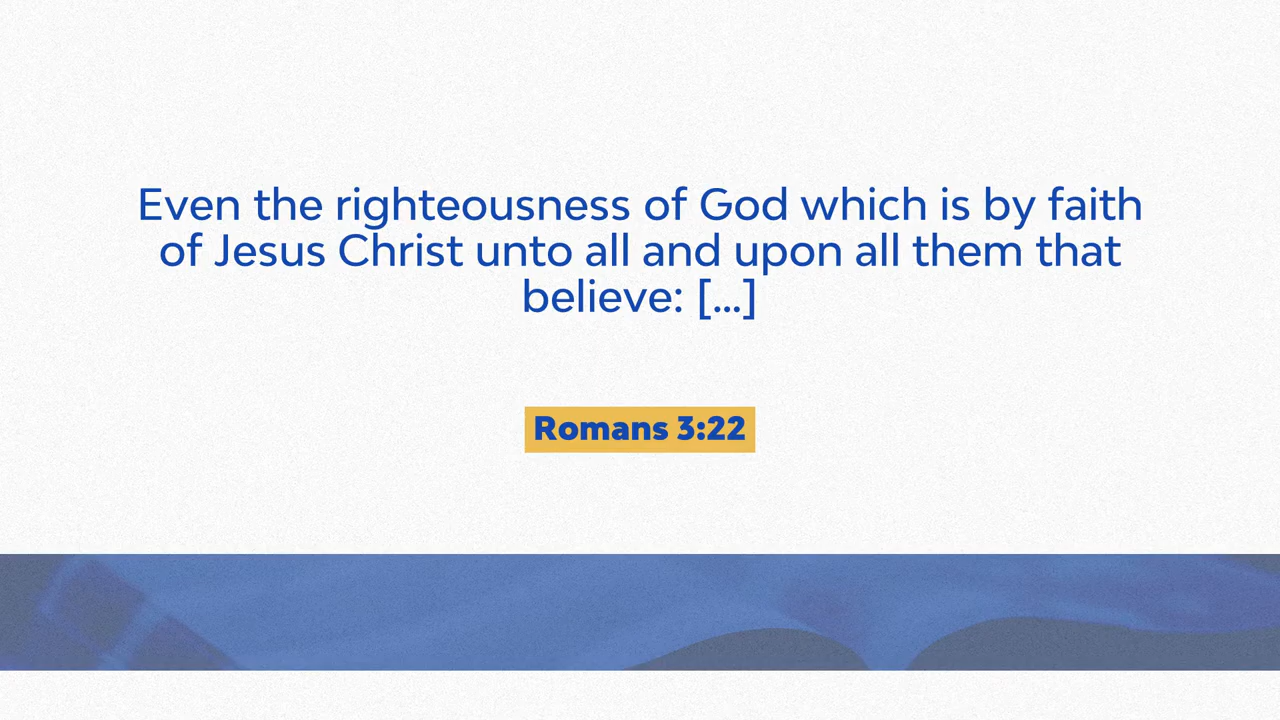 Even the righteousness of God which is by faith
of Jesus Christ unto all and upon all them that
believe: [...]
Romans 3:22